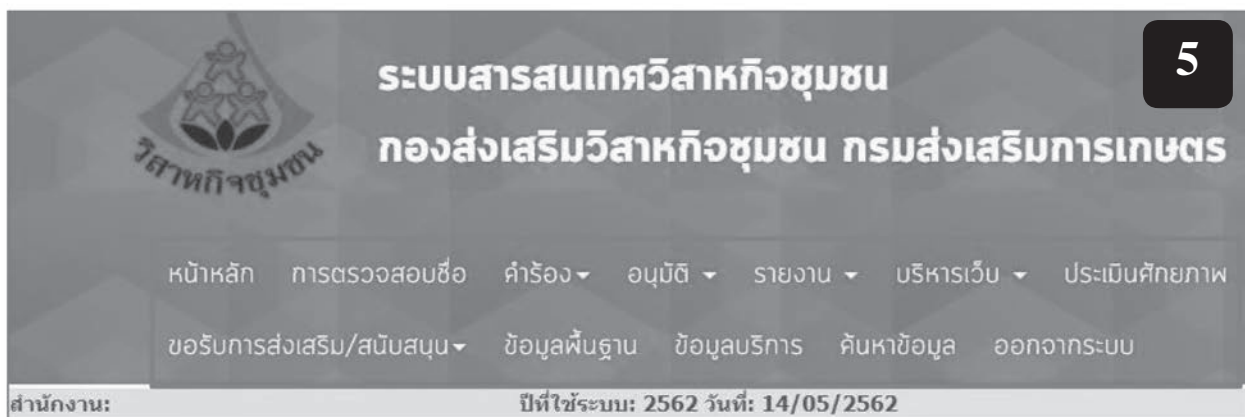 5
ระบบสารสนเทศวิสาหกิจชุมชน
กองส่งเสริมวิสาหกิจชุมชน กรมส่งเสริมการเกษตร
วิสาหกิจชุมชน
หน้าหลัก การตรวจสอบชื่อ คำร้อง อนุมัติ รายงาน บริหารเว็บ ประเมินศักยภาพ
ขอรับการส่งเสริม/สนับสนุน ข้อมูลพื้นฐาน ข้อมูลบริการ ค้นหาข้อมูล ออกจากระบบ
สำนักงาน: ปีที่ใช้ระบบ: 2562 วันที่: 14/05/2562